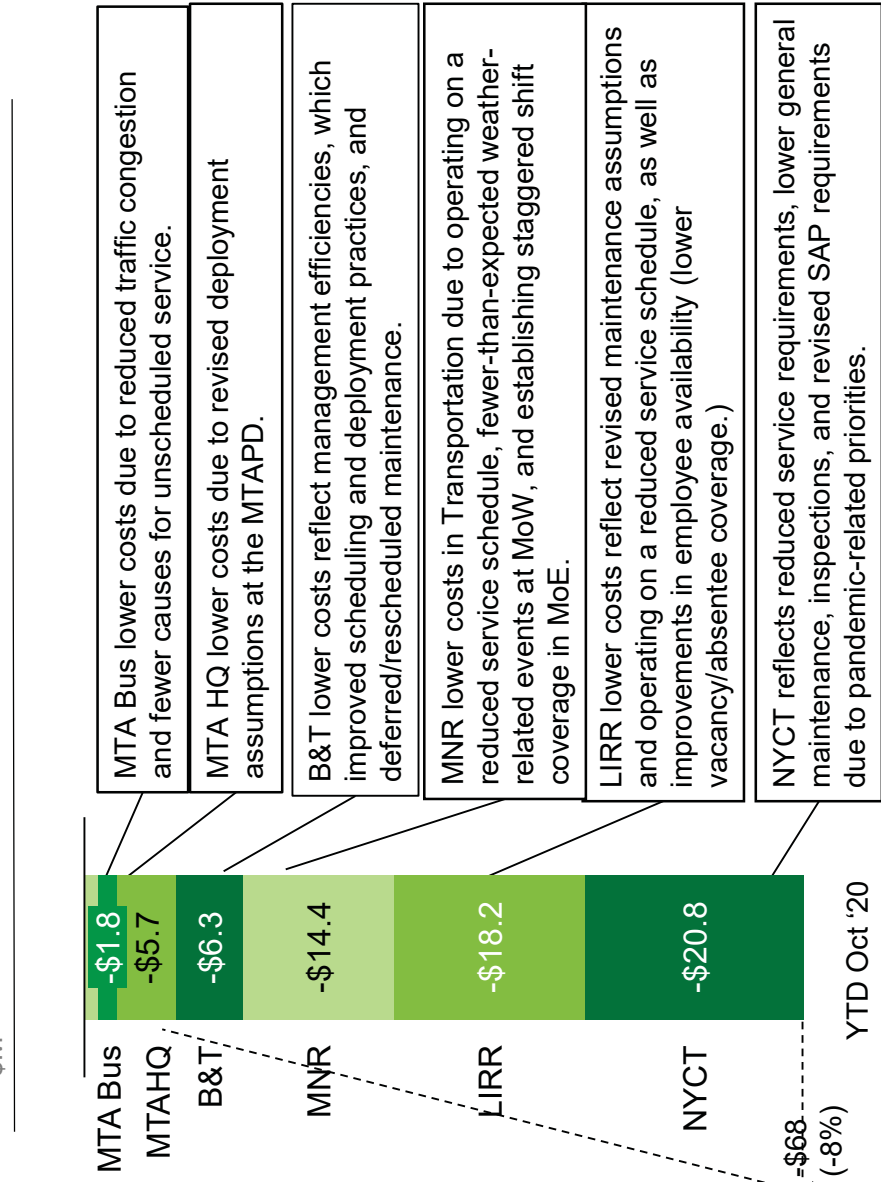 MTA Bus
MTAHQ
B&T
MNR
LIRR
NYCT
-$68
(-8%)
-$1.8
-$5.7
-$6.3
-$14.4
-$18.2
-$20.8
YTD Oct ‘20
MTA Bus lower costs due to reduced traffic congestion
and fewer causes for unscheduled service.
MTA HQ lower costs due to revised deployment
assumptions at the MTAPD.
B&T lower costs reflect management efficiencies, which
improved scheduling and deployment practices, and
deferred/rescheduled maintenance.
MNR lower costs in Transportation due to operating on a
reduced service schedule, fewer-than-expected weather-
related events at MoW, and establishing staggered shift
coverage in MoE.
LIRR lower costs reflect revised maintenance assumptions
and operating on a reduced service schedule, as well as
improvements in employee availability (lower
vacancy/absentee coverage.)
NYCT reflects reduced service requirements, lower general
maintenance, inspections, and revised SAP requirements
due to pandemic-related priorities.